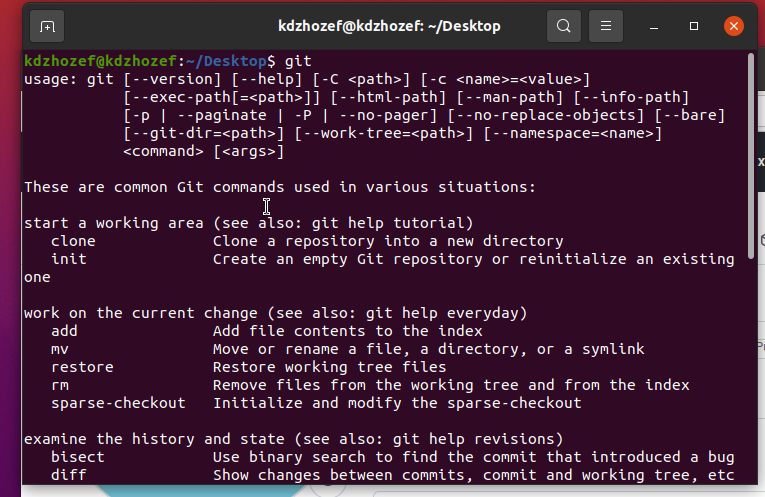 kdzhozef@kdzhozef: ~/Desktop
kdzhozef@kdzhozef:~/Desktop$ git
usage: git [--version] [--help] [-C <path>] [-c <name>=<value>]
           [--exec-path[=<path>]] [--html-path] [--man-path] [--info-path]
           [-p | --paginate | -P | --no-pager] [--no-replace-objects] [--bare]
           [--git-dir=<path>] [--work-tree=<path>] [--namespace=<name>]
           <command> [<args>]

These are common Git commands used in various situations:

start a working area (see also: git help tutorial)
   clone             Clone a repository into a new directory
   init              Create an empty Git repository or reinitialize an existing
one

work on the current change (see also: git help everyday)
   add               Add file contents to the index
   mv                Move or rename a file, a directory, or a symlink
   restore           Restore working tree files
   rm                Remove files from the working tree and from the index
   sparse-checkout   Initialize and modify the sparse-checkout

examine the history and state (see also: git help revisions)
   bisect            Use binary search to find the commit that introduced a bug
   diff              Show changes between commits, commit and working tree, etc